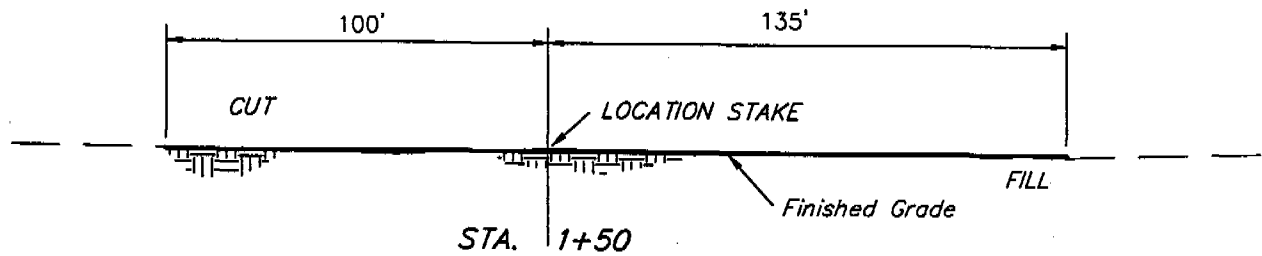 100' 135'
CUT LOCATION STAKE
FILL
Finished Grade
STA. 1+50